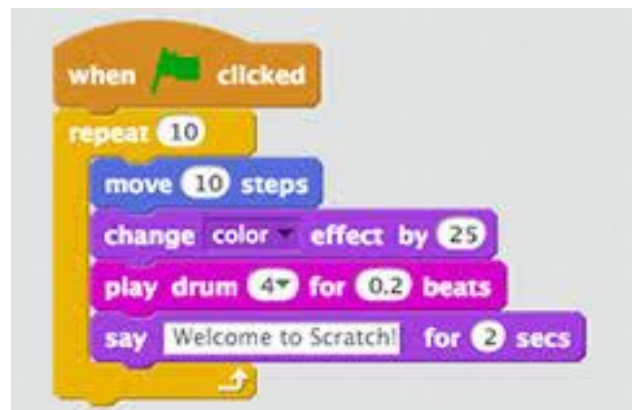 when clicked
repeat 10
move 10 steps
change color effect by 25
play drum 4 for 0.2 beats
say Welcome to Scratch! for 2 secs